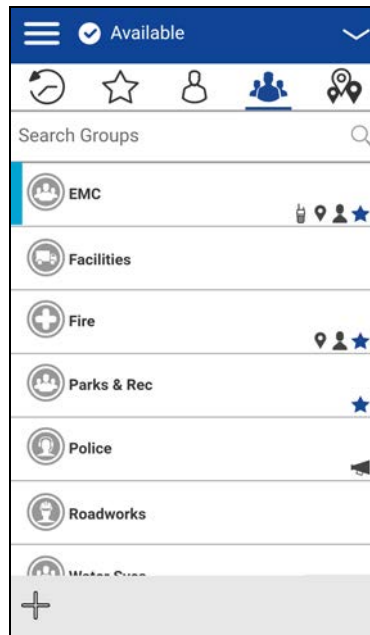 Available
Search Groups
EMC
Facilities
Fire
Parks & Rec
Police
Roadworks